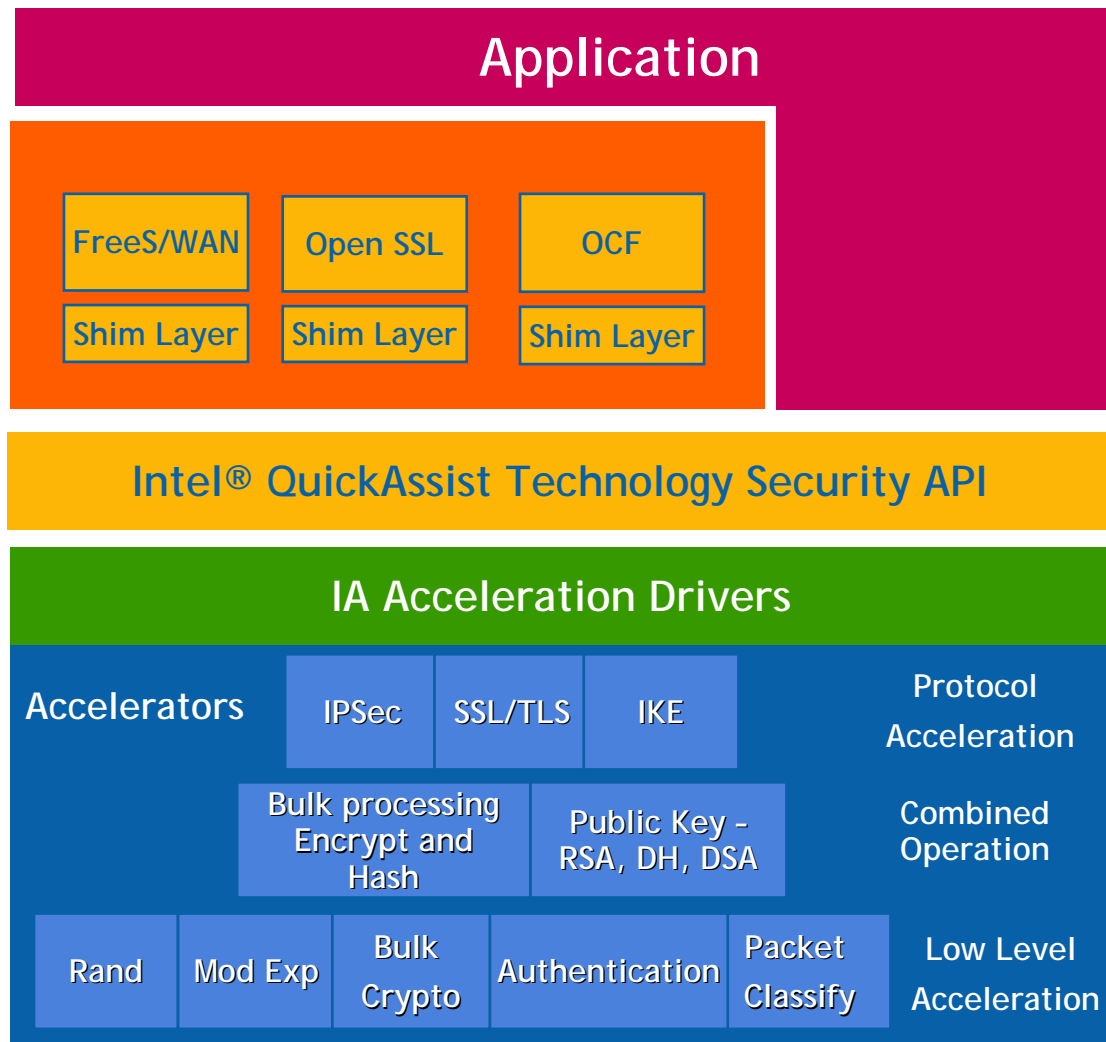 Application
FreeS/WAN
Open SSL
OCF
Shim Layer
Shim Layer
Shim Layer
Intel® QuickAssist Technology Security API
IA Acceleration Drivers
Accelerators
IPSec
SSL/TLS
IKE
Protocol
Acceleration
Bulk processing
Encrypt and
Hash
Public Key -
RSA, DH, DSA
Combined
Operation
Rand
Mod Exp
Bulk
Crypto
Authentication
Packet
Classify
Low Level
Acceleration